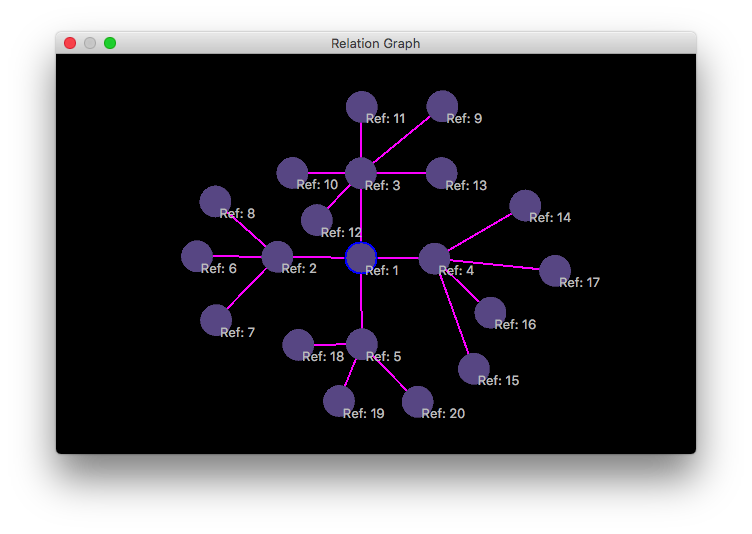 Relation Graph
Ref: 11
Ref: 9
Ref: 10
Ref: 3
Ref: 13
Ref: 8
Ref: 14
Ref: 12
Ref: 6
Ref: 2
Ref: 1
Ref: 4
Ref: 17
Ref: 7
Ref: 16
Ref: 18
Ref: 5
Ref: 15
Ref: 19
Ref: 20